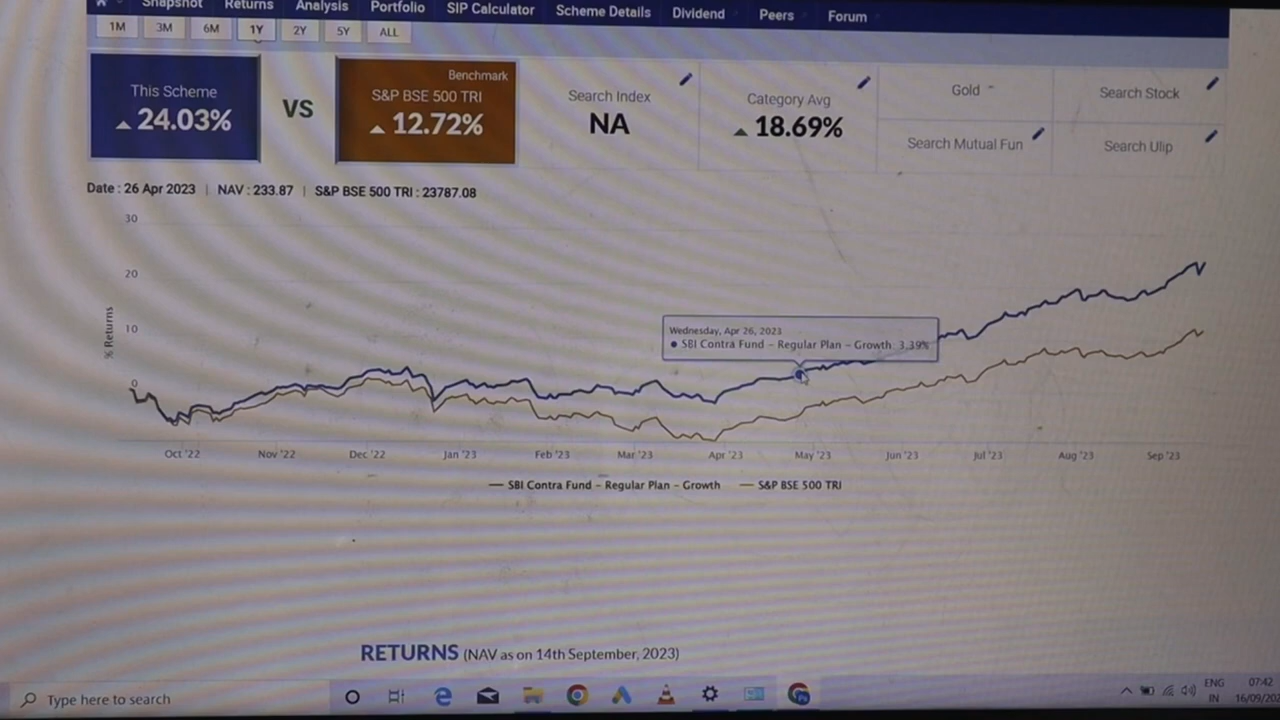 Snapshot Returns Analysis Portfolio SIP Calculator Scheme Details Dividend Peers Forum
1M 3M 6M 1Y 2Y 5Y ALL
This Scheme
24.03%
VS
Benchmark
S&P BSE 500 TRI
12.72%
Search Index
NA
Category Avg
18.69%
Gold
Search Stock
Search Mutual Fun
Search Ulip
Date : 26 Apr 2023 | NAV : 233.87 | S&P BSE 500 TRI : 23787.08
30
20
10
0
% Returns
Wednesday, Apr 26, 2023
SBI Contra Fund - Regular Plan - Growth: 3.39%
Oct '22 Nov '22 Dec '22 Jan '23 Feb '23 Mar '23 Apr '23 May '23 Jun '23 Jul '23 Aug '23 Sep '23
SBI Contra Fund - Regular Plan - Growth S&P BSE 500 TRI
RETURNS (NAV as on 14th September, 2023)
Type here to search
ENG
IN
07:42
16/09/202